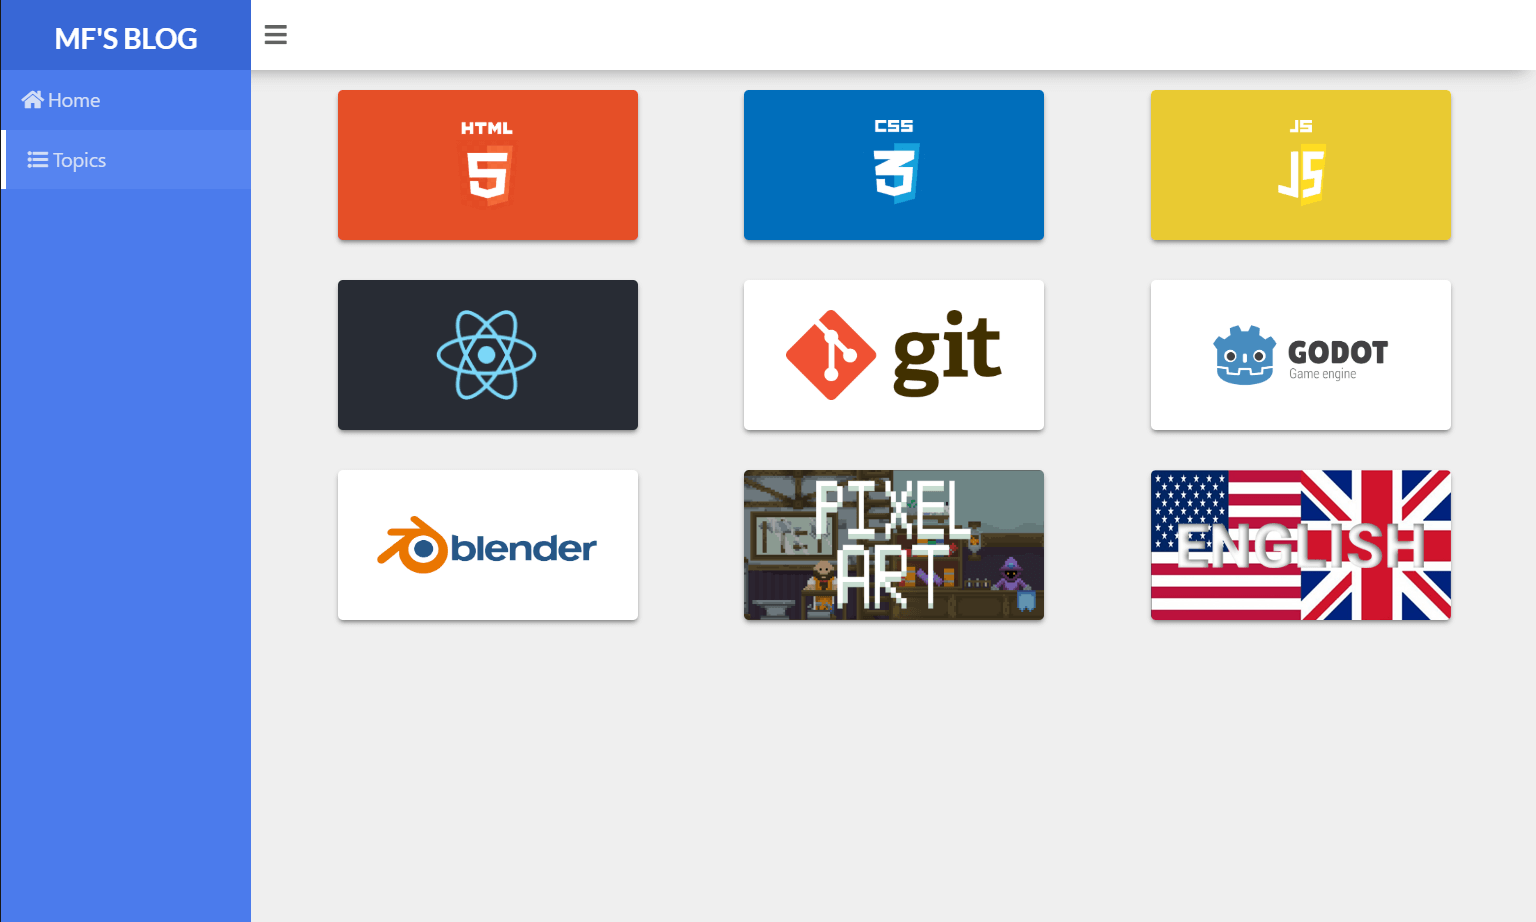 MF'S BLOG
Home
Topics
HTML
5
CSS
3
JS
JS
git
GODOT
Game engine
blender
PIXEL
ART
ENGLISH